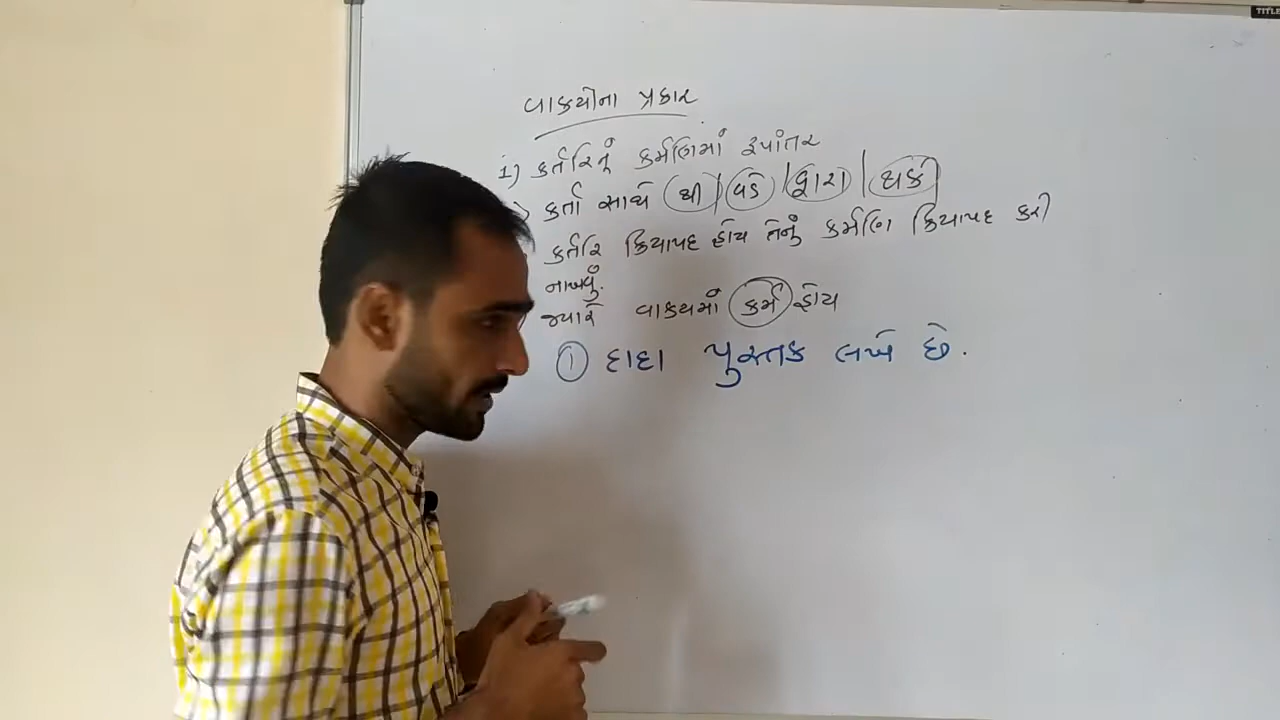 TITLE
વાક્યોના પ્રકાર
1) કર્તરિનું કર્મણિમાં રૂપાંતર
કર્તા સાથે થી | વડે | દ્વારા | થકી
કર્તરિ ક્રિયાપદ હોય તેનું કર્મણિ ક્રિયાપદ કરી
નાખવું.
જ્યારે વાક્યમાં કર્મ હોય
① દાદા પુસ્તક લખે છે.